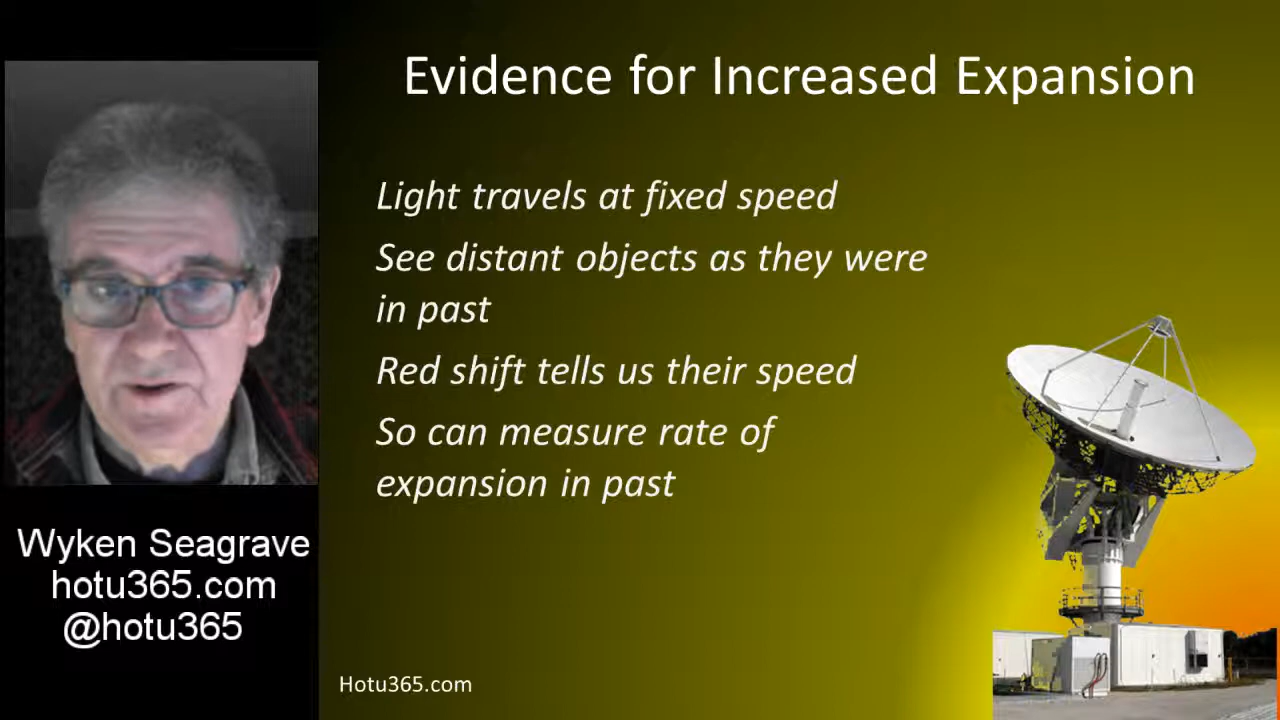 Evidence for Increased Expansion
Light travels at fixed speed
See distant objects as they were
in past
Red shift tells us their speed
So can measure rate of
expansion in past
Wyken Seagrave
hotu365.com
@hotu365
Hotu365.com